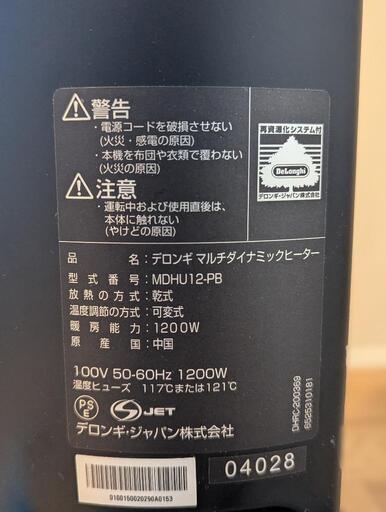 ⚠警告
・電源コードを破損させない
(火災・感電の原因)
・本機を布団や衣類で覆わない
(火災の原因)
⚠注意
・運転中および使用直後は、
本体に触れない
(やけどの原因)
再資源化システム付
DeLonghi
デロンギ・ジャパン株式会社
品名：デロンギ マルチダイナミックヒーター
型式番号：MDHU12-PB
放熱の方式：乾式
温度調節の方式：可変式
暖房能力：1200W
原産国：中国
100V 50-60Hz 1200W
温度ヒューズ 117℃または121℃
PS
E
JET
デロンギ・ジャパン株式会社
DHRC-200369
6525310181
0100150020290A0153
04028